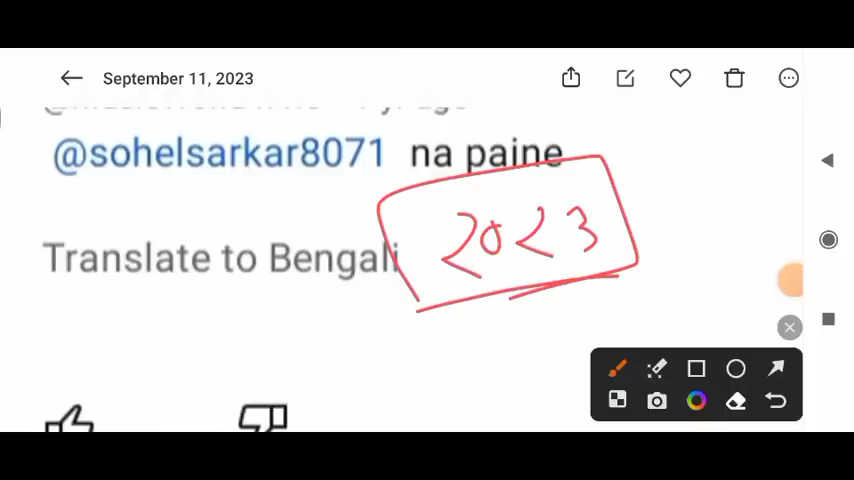 September 11, 2023
@sohelsarkar8071 na paine
2023
Translate to Bengali